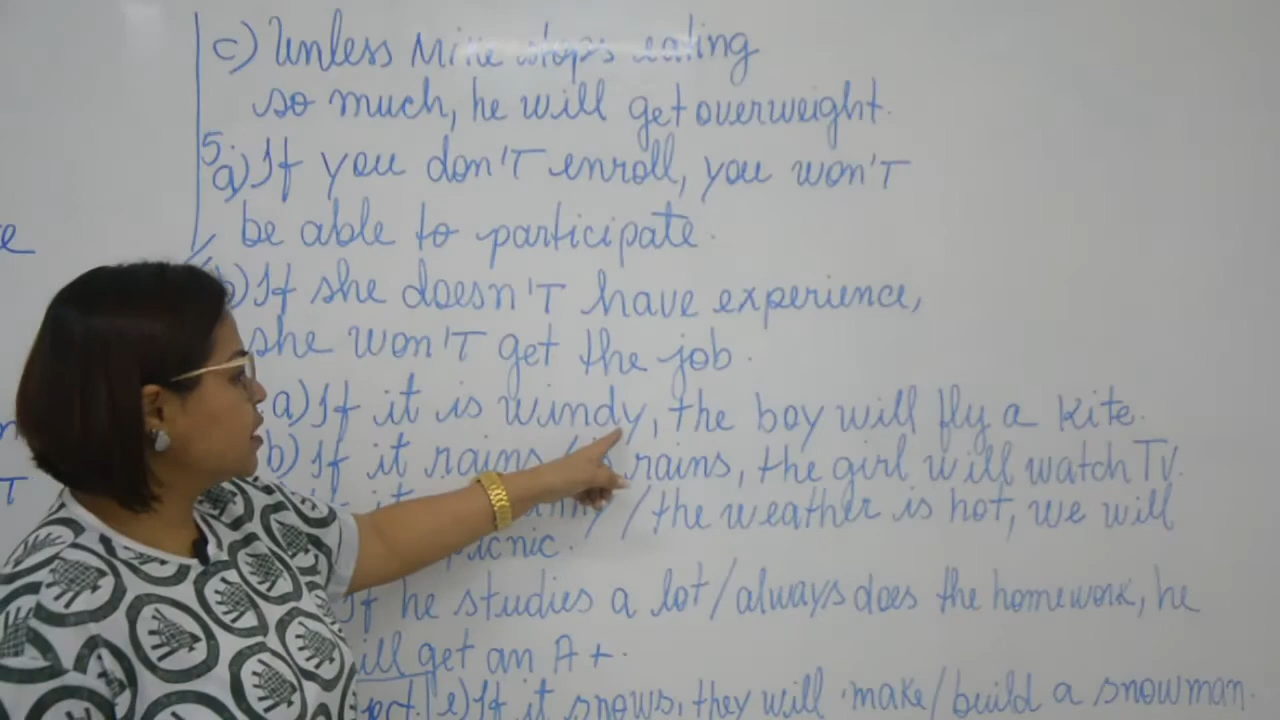 c) Unless Mike stops eating
so much, he will get overweight.
5.
a) If you don't enroll, you won't
be able to participate.
b) If she doesn't have experience,
she won't get the job.
a) If it is windy, the boy will fly a kite.
b) If it rains / rains, the girl will watch TV.
/ the weather is hot, we will
picnic.
If he studies a lot / always does the homework, he
will get an A+.
e) If it snows, they will make / build a snowman.